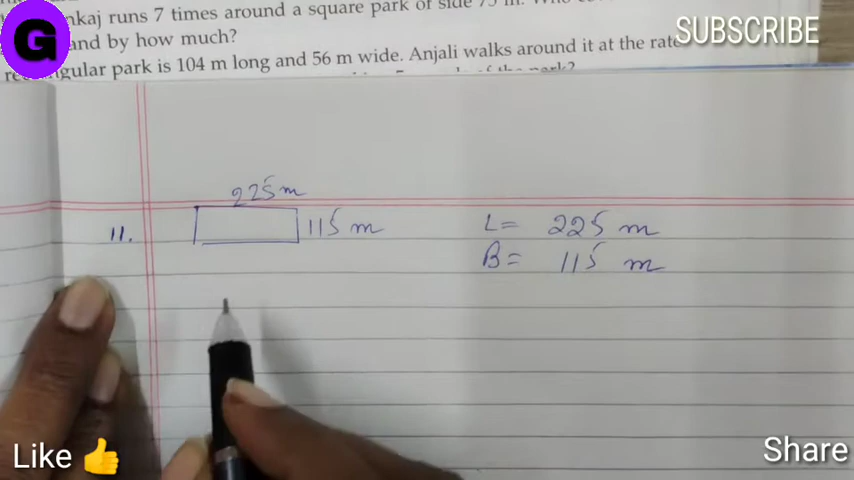 nkaj runs 7 times around a square park of side 75 m.
SUBSCRIBE
G
and by how much?
gular park is 104 m long and 56 m wide. Anjali walks around it at the rate
park?
225 m
11.
115 m
L = 225 m
B = 115 m
Like 👍
Share